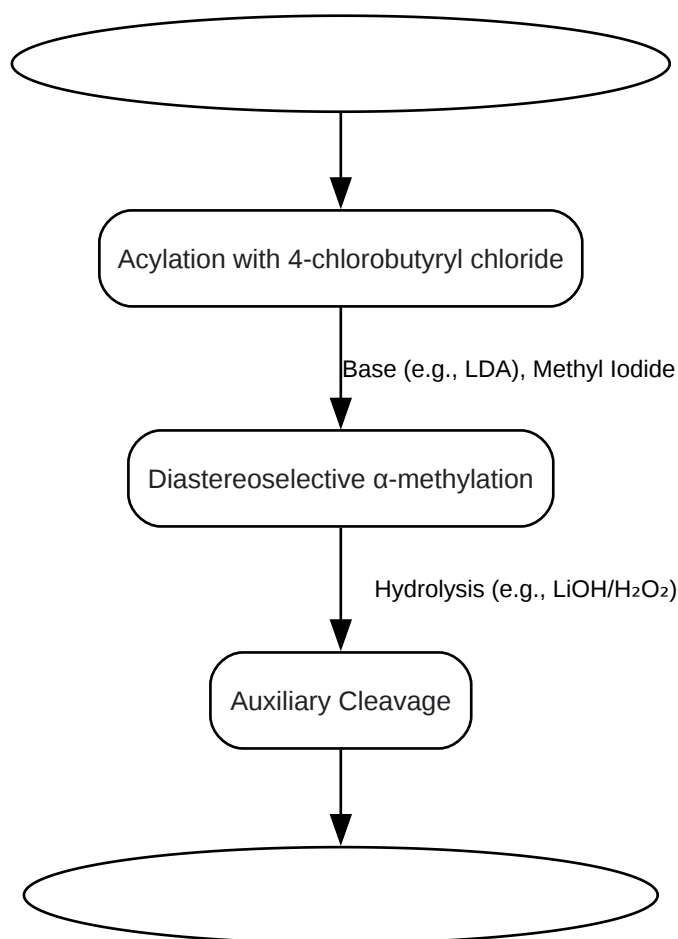 Acylation with 4-chlorobutyryl chloride
Base (e.g., LDA), Methyl Iodide
Diastereoselective α-methylation
Hydrolysis (e.g., LiOH/H₂O₂)
Auxiliary Cleavage